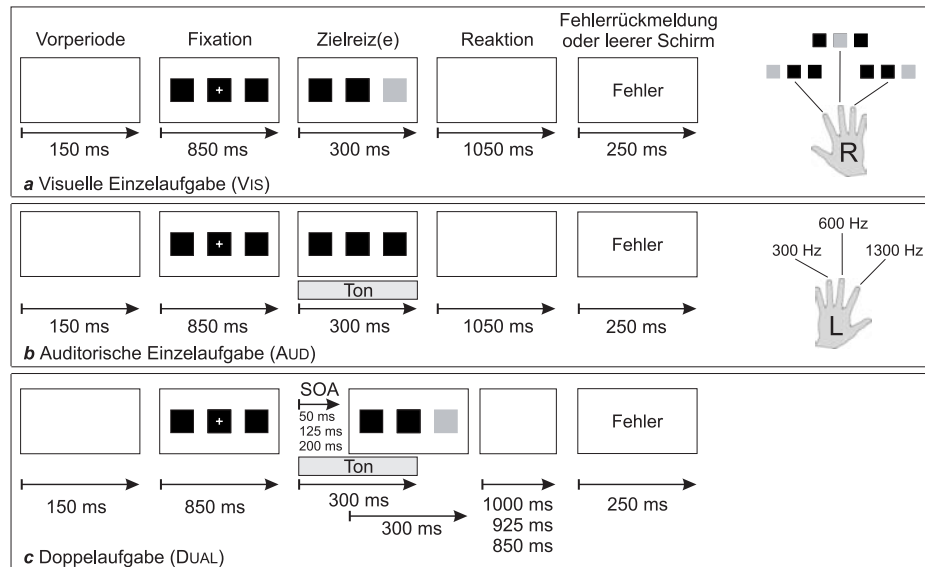 Vorperiode
Fixation
Zielreiz(e)
Reaktion
Fehlerrückmeldung
oder leerer Schirm
+
Fehler
150 ms
850 ms
300 ms
1050 ms
250 ms
R
a Visuelle Einzelaufgabe (VIS)
+
Fehler
Ton
150 ms
850 ms
300 ms
1050 ms
250 ms
300 Hz
600 Hz
1300 Hz
L
b Auditorische Einzelaufgabe (AUD)
SOA
50 ms
125 ms
200 ms
+
Fehler
Ton
150 ms
850 ms
300 ms
300 ms
1000 ms
925 ms
850 ms
250 ms
c Doppelaufgabe (DUAL)